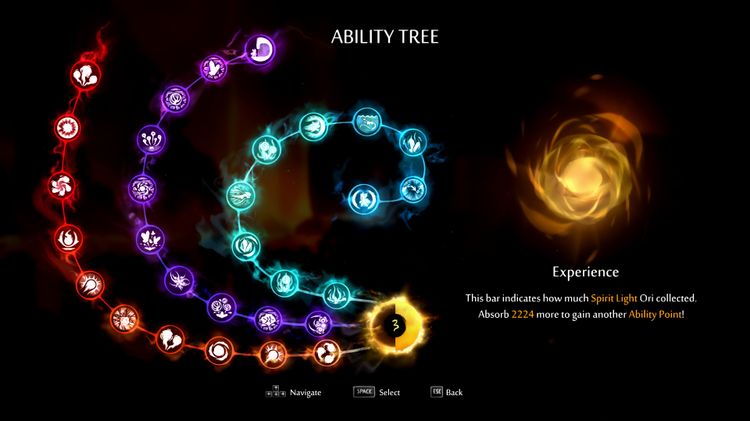 ABILITY TREE
3
Experience
This bar indicates how much Spirit Light Ori collected.
Absorb 2224 more to gain another Ability Point!
Navigate SPACE Select ESC Back